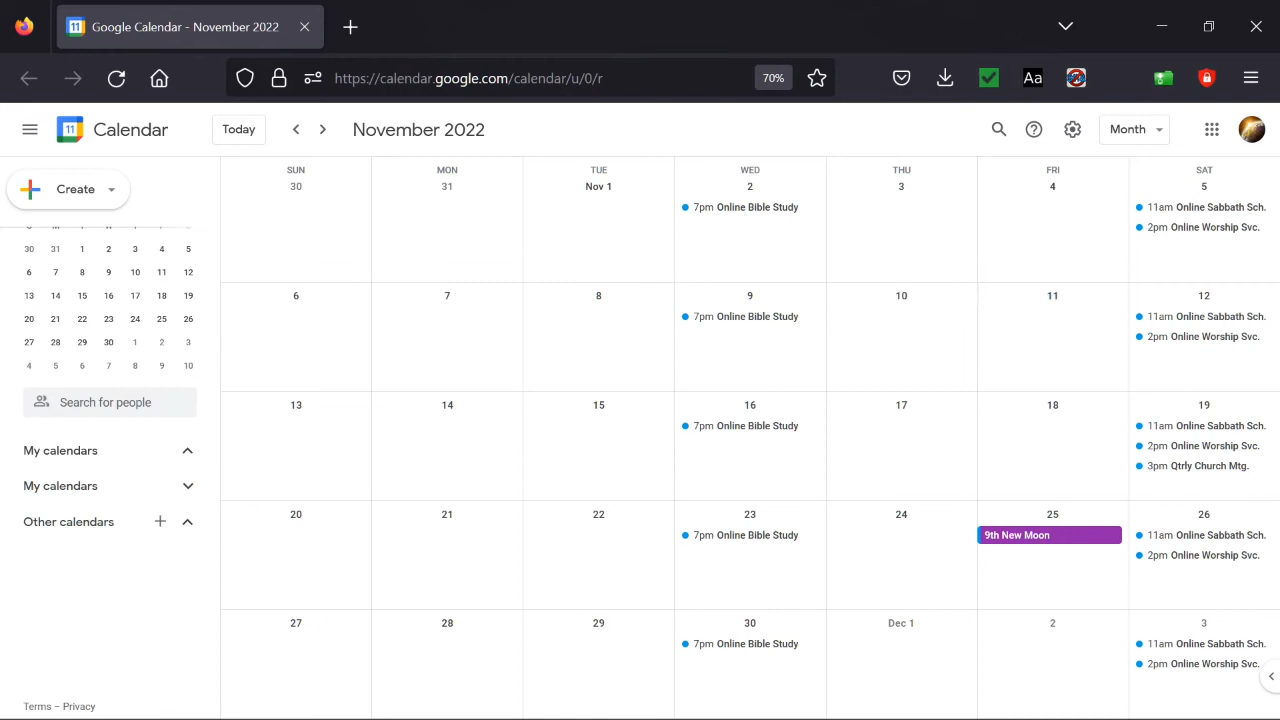 Google Calendar - November 2022
https://calendar.google.com/calendar/u/0/r
70%
Aa
11 Calendar
Today
November 2022
Month
Create
30 31 1 2 3 4 5
6 7 8 9 10 11 12
13 14 15 16 17 18 19
20 21 22 23 24 25 26
27 28 29 30 1 2 3
4 5 6 7 8 9 10
Search for people
My calendars
My calendars
Other calendars
Terms – Privacy
SUN MON TUE WED THU FRI SAT
30 31 Nov 1 2 3 4 5
7pm Online Bible Study
11am Online Sabbath Sch.
2pm Online Worship Svc.
6 7 8 9 10 11 12
7pm Online Bible Study
11am Online Sabbath Sch.
2pm Online Worship Svc.
13 14 15 16 17 18 19
7pm Online Bible Study
11am Online Sabbath Sch.
2pm Online Worship Svc.
3pm Qtrly Church Mtg.
20 21 22 23 24 25 26
7pm Online Bible Study
9th New Moon
11am Online Sabbath Sch.
2pm Online Worship Svc.
27 28 29 30 Dec 1 2 3
7pm Online Bible Study
11am Online Sabbath Sch.
2pm Online Worship Svc.